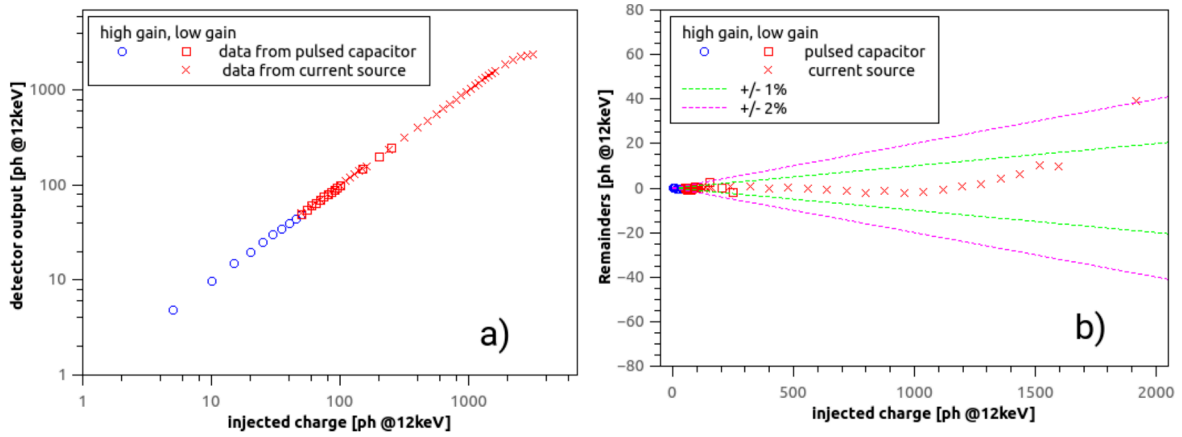 high gain, low gain
data from pulsed capacitor
data from current source
detector output [ph @12keV]
1000
100
10
1
1
10
100
1000
injected charge [ph @12keV]
a)
high gain, low gain
pulsed capacitor
current source
+/- 1%
+/- 2%
Remainders [ph @12keV]
80
60
40
20
0
−20
−40
−60
−80
0
500
1000
1500
2000
injected charge [ph @12keV]
b)